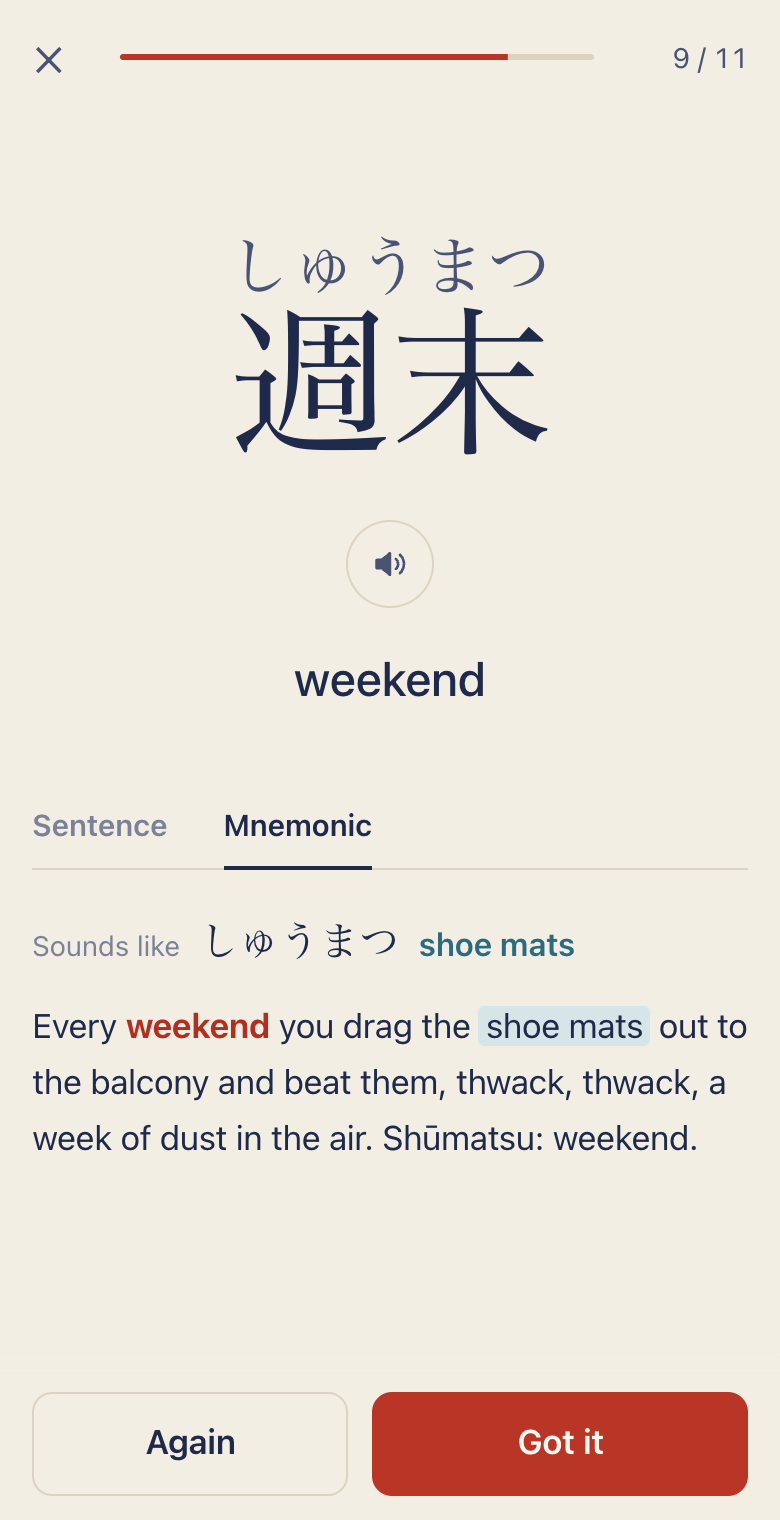 9 / 11
しゅうまつ
週末
weekend
Sentence Mnemonic
Sounds like しゅうまつ shoe mats
Every weekend you drag the shoe mats out to
the balcony and beat them, thwack, thwack, a
week of dust in the air. Shūmatsu: weekend.
Again Got it